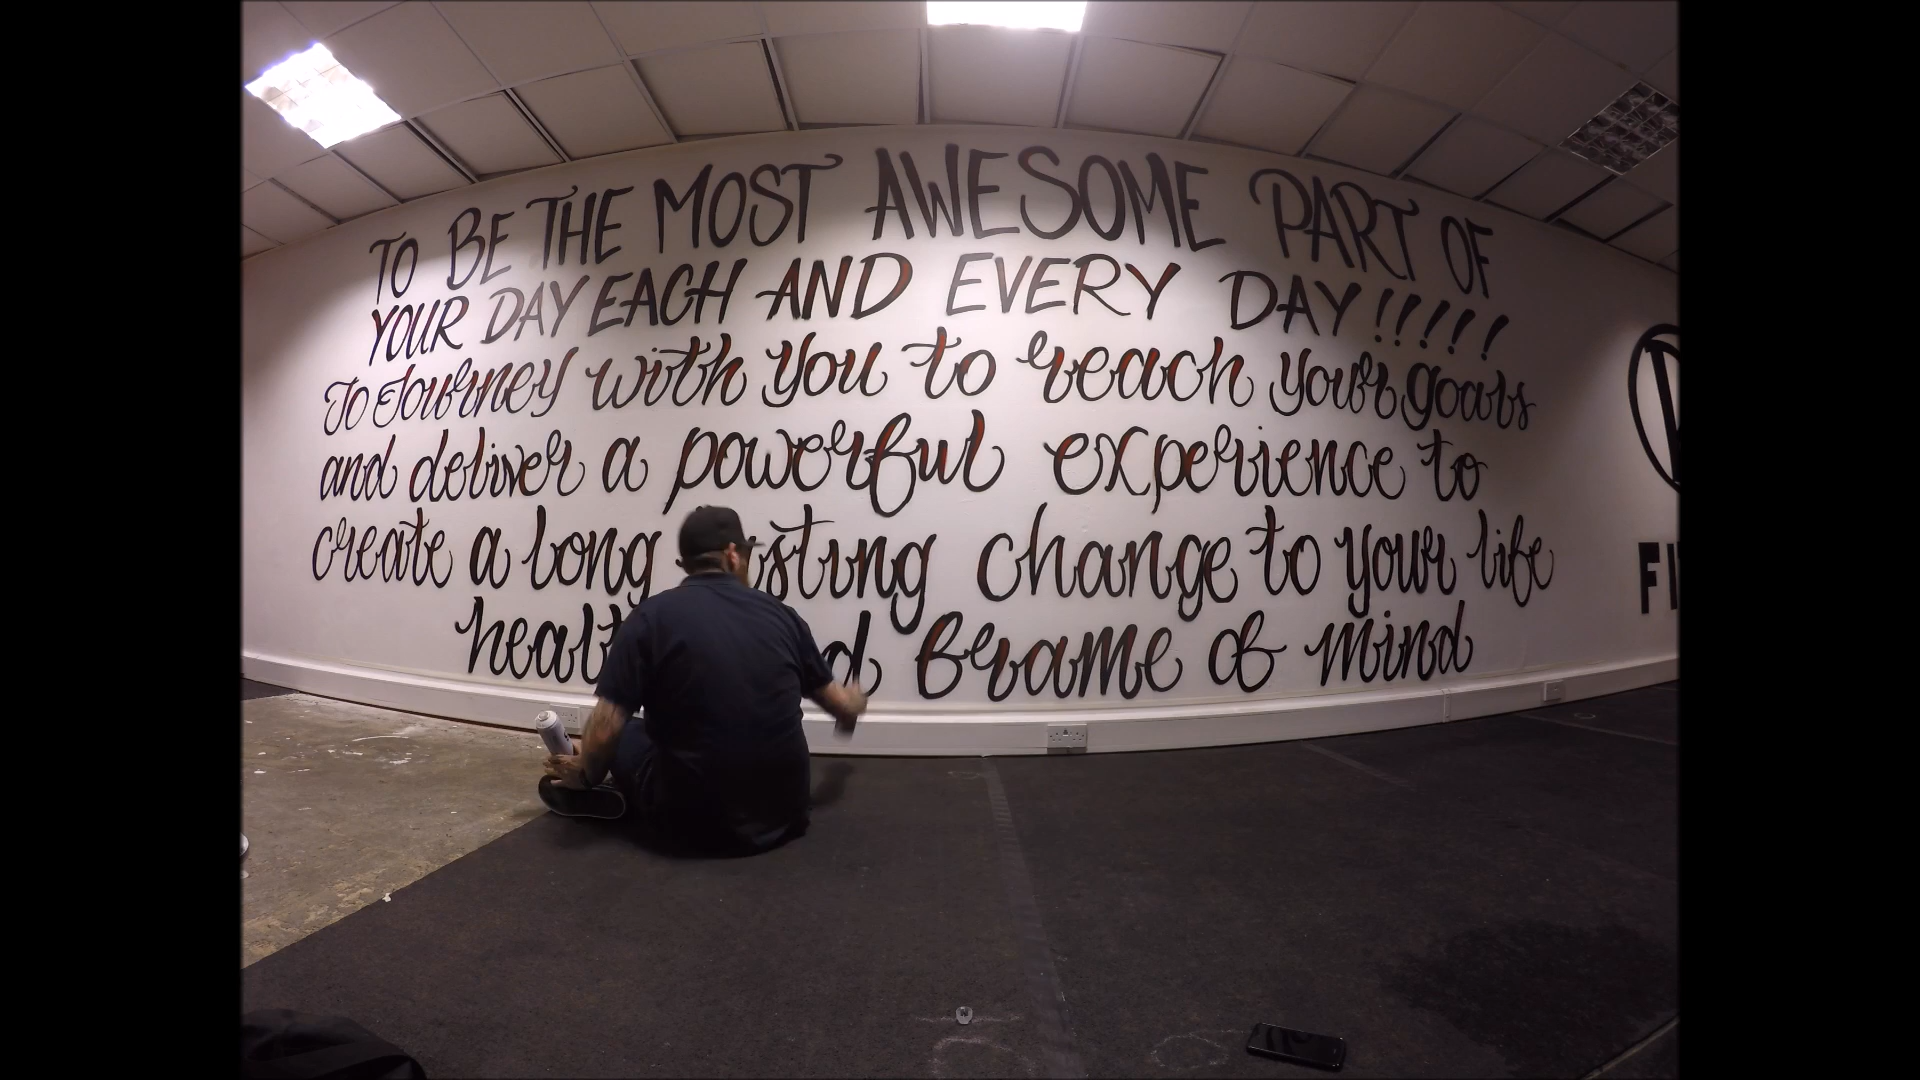 TO BE THE MOST AWESOME PART OF
YOUR DAY EACH AND EVERY DAY!!!!!
To Journey with you to reach your goals
and deliver a powerful experience to
create a long change to your life
frame of mind